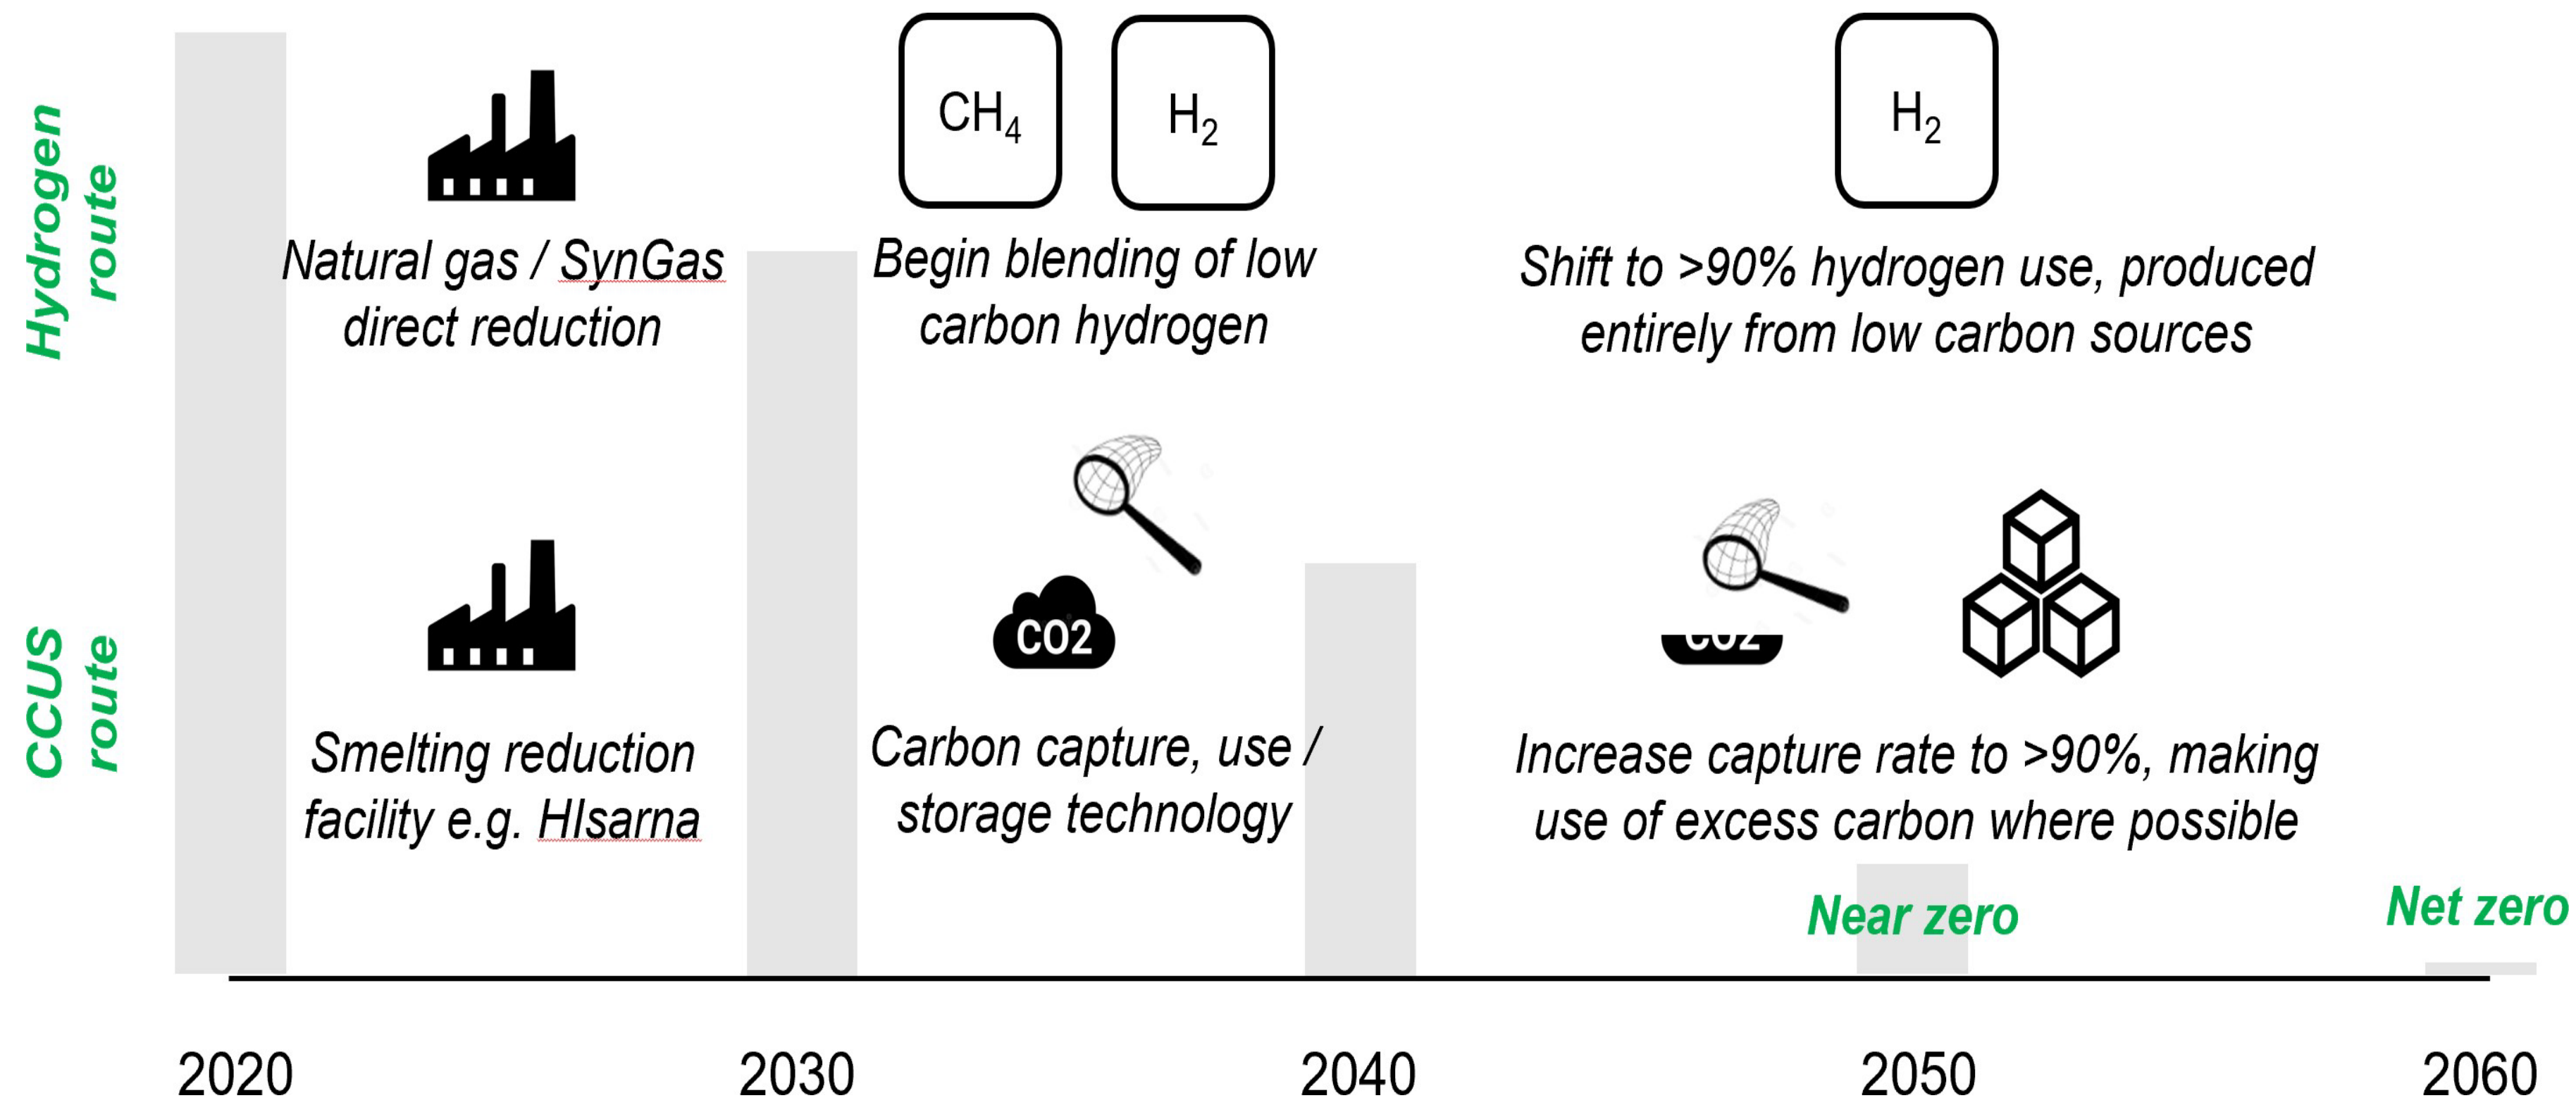 Hydrogen
route
CH4
H2
H2
Natural gas / SynGas
direct reduction
Begin blending of low
carbon hydrogen
Shift to >90% hydrogen use, produced
entirely from low carbon sources
CCUS
route
CO2
CO2
Smelting reduction
facility e.g. HIsarna
Carbon capture, use /
storage technology
Increase capture rate to >90%, making
use of excess carbon where possible
Near zero
Net zero
2020
2030
2040
2050
2060